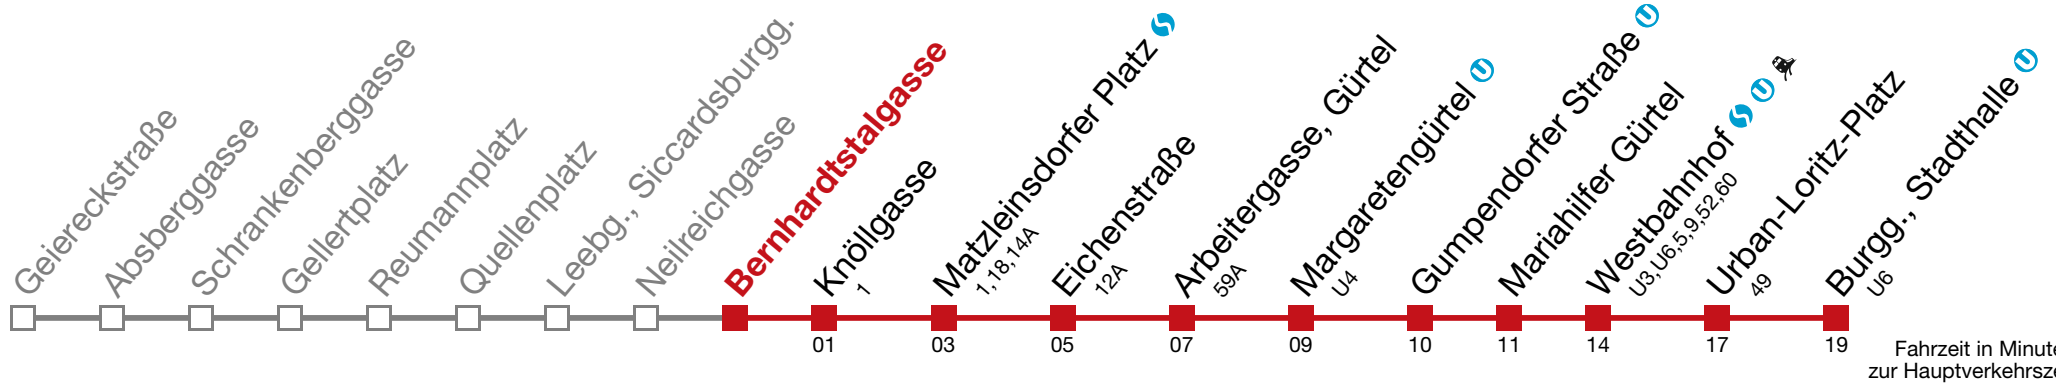 Geiereckstraße
Absberggasse
Schrankenberggasse
Gellertplatz
Reumannplatz
Quellenplatz
Leebg., Siccardsburgg.
Neilreichgasse
Bernhardtstalgasse
Knöllgasse
1
Matzleinsdorfer Platz
1, 18, 14A
Eichenstraße
12A
Arbeitergasse, Gürtel
59A
Margaretengürtel
U4
Gumpendorfer Straße
Mariahilfer Gürtel
Westbahnhof
U3, U6,5,9,52,60
Urban-Loritz-Platz
49
Burgg., Stadthalle
U6
01 03 05 07 09 10 11 14 17 19
Fahrzeit in Minute
zur Hauptverkehrsze